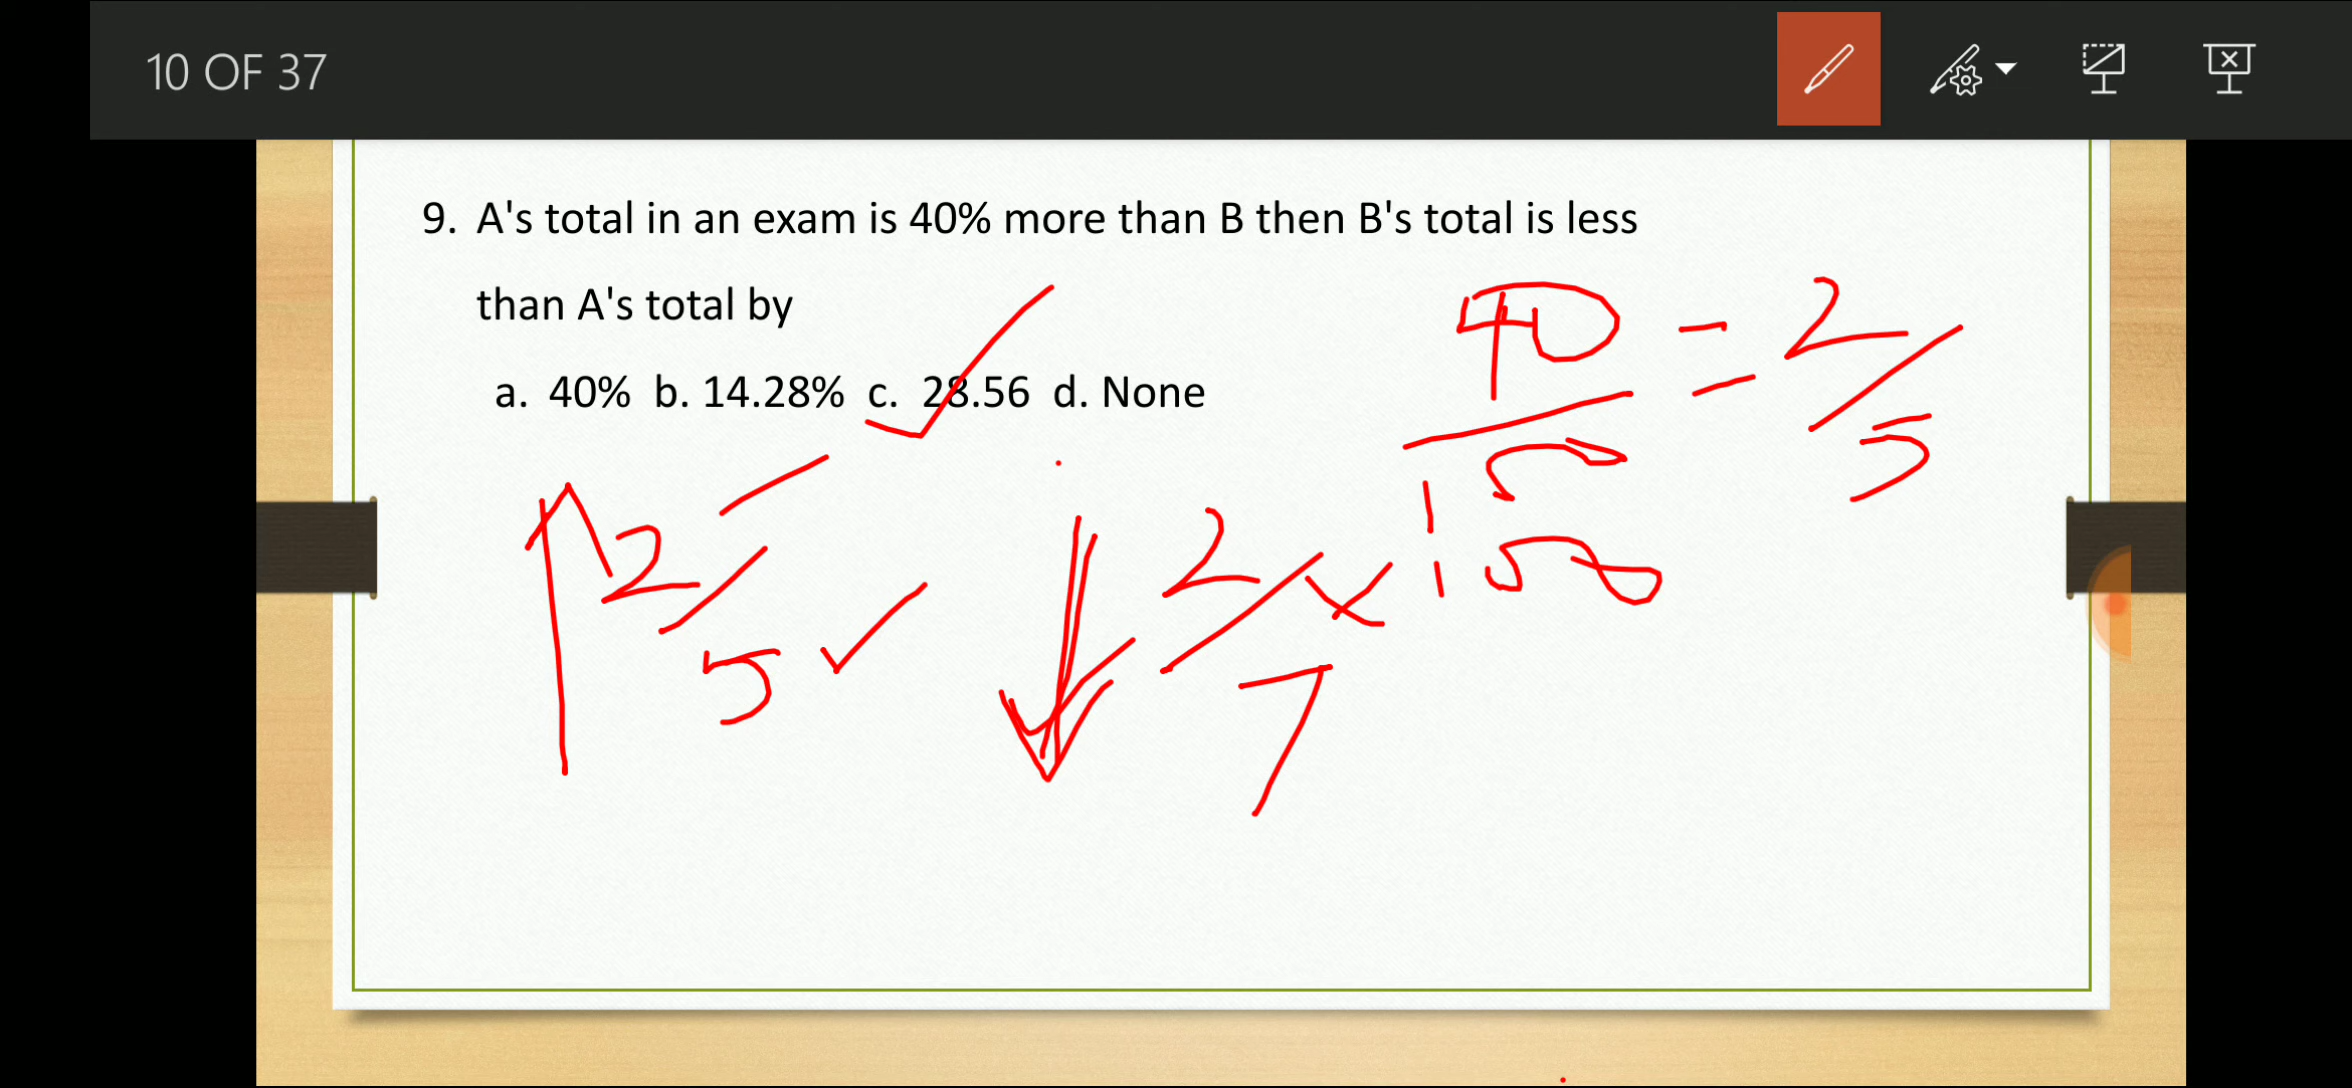 10 OF 37
9. A's total in an exam is 40% more than B then B's total is less
than A's total by
a. 40% b. 14.28% c. 28.56 d. None
40/100 = 2/5
2/5
2/7 × 100